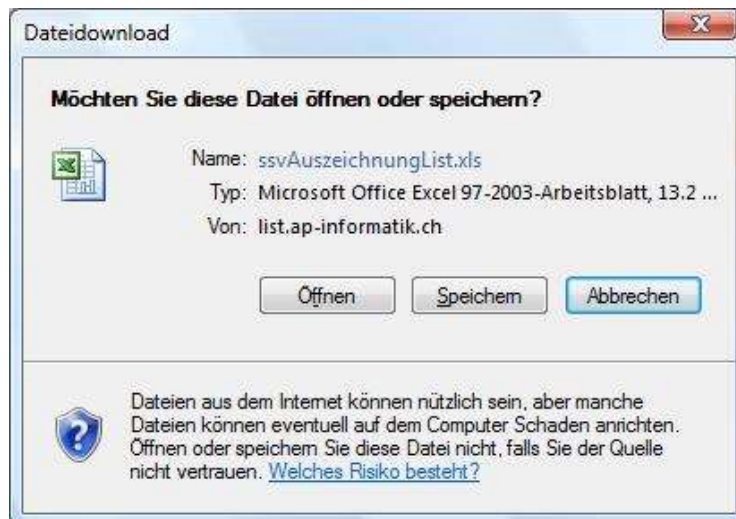 Dateidownload
Möchten Sie diese Datei öffnen oder speichern?
Name: ssvAuszeichnungList.xls
Typ: Microsoft Office Excel 97-2003-Arbeitsblatt, 13.2 ...
Von: list.ap-informatik.ch
Öffnen Speichern Abbrechen
Dateien aus dem Internet können nützlich sein, aber manche
Dateien können eventuell auf dem Computer Schaden anrichten.
Öffnen oder speichern Sie diese Datei nicht, falls Sie der Quelle
nicht vertrauen. Welches Risiko besteht?